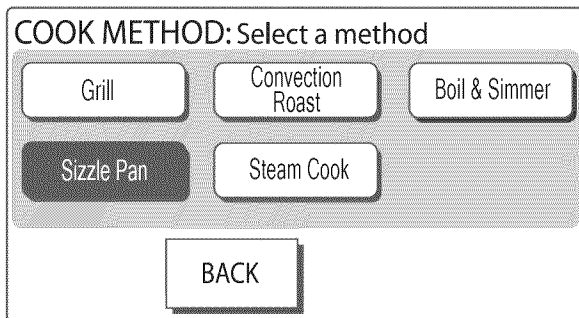 COOK METHOD: Select a method
Grill
Convection
Roast
Boil & Simmer
Sizzle Pan
Steam Cook
BACK